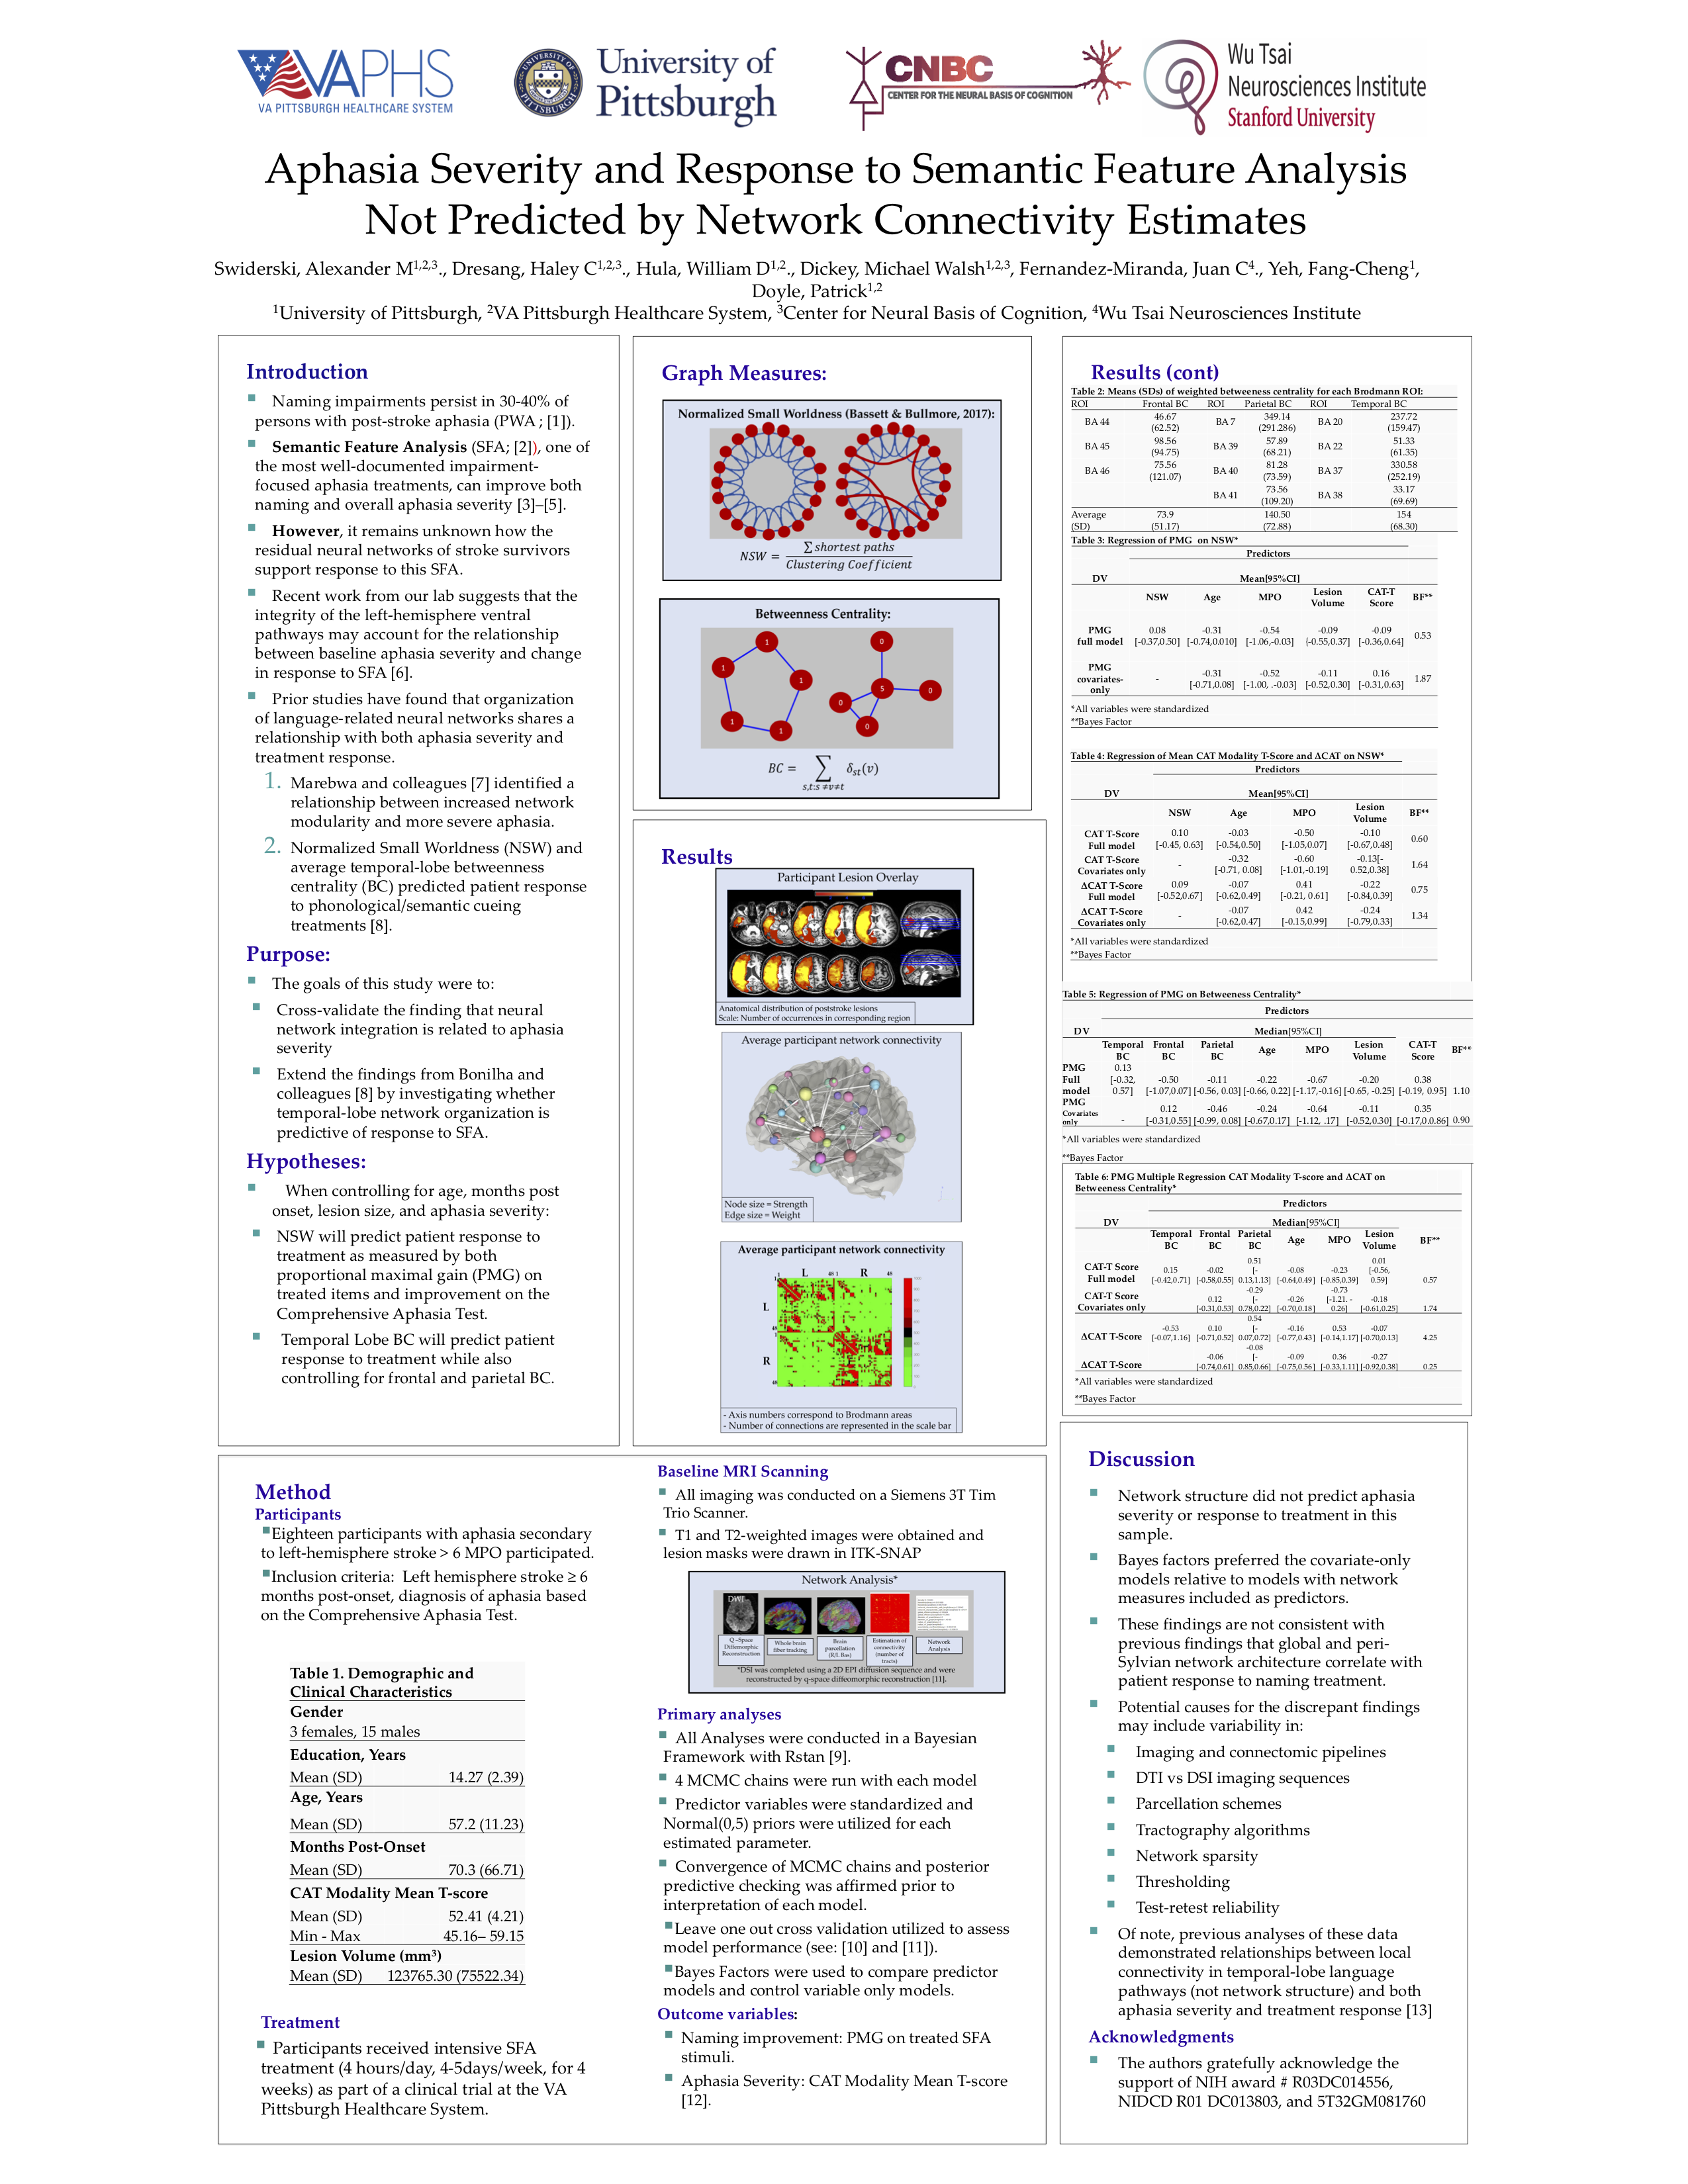 VAPHS
VA PITTSBURGH HEALTHCARE SYSTEM
University of
Pittsburgh
CNBC
CENTER FOR THE NEURAL BASIS OF COGNITION
Wu Tsai
Neurosciences Institute
Stanford University
Aphasia Severity and Response to Semantic Feature Analysis
Not Predicted by Network Connectivity Estimates
Swiderski, Alexander M1,2,3., Dresang, Haley C1,2,3., Hula, William D1,2., Dickey, Michael Walsh1,2,3, Fernandez-Miranda, Juan C4., Yeh, Fang-Cheng1,
Doyle, Patrick1,2
1University of Pittsburgh, 2VA Pittsburgh Healthcare System, 3Center for Neural Basis of Cognition, 4Wu Tsai Neurosciences Institute
Introduction
Naming impairments persist in 30-40% of
persons with post-stroke aphasia (PWA ; [1]).
Semantic Feature Analysis (SFA; [2]), one of
the most well-documented impairment-
focused aphasia treatments, can improve both
naming and overall aphasia severity [3]–[5].
However, it remains unknown how the
residual neural networks of stroke survivors
support response to this SFA.
Recent work from our lab suggests that the
integrity of the left-hemisphere ventral
pathways may account for the relationship
between baseline aphasia severity and change
in response to SFA [6].
Prior studies have found that organization
of language-related neural networks shares a
relationship with both aphasia severity and
treatment response.
1. Marebwa and colleagues [7] identified a
relationship between increased network
modularity and more severe aphasia.
2. Normalized Small Worldness (NSW) and
average temporal-lobe betweenness
centrality (BC) predicted patient response
to phonological/semantic cueing
treatments [8].
Purpose:
The goals of this study were to:
Cross-validate the finding that neural
network integration is related to aphasia
severity
Extend the findings from Bonilha and
colleagues [8] by investigating whether
temporal-lobe network organization is
predictive of response to SFA.
Hypotheses:
When controlling for age, months post
onset, lesion size, and aphasia severity:
NSW will predict patient response to
treatment as measured by both
proportional maximal gain (PMG) on
treated items and improvement on the
Comprehensive Aphasia Test.
Temporal Lobe BC will predict patient
response to treatment while also
controlling for frontal and parietal BC.
Graph Measures:
Normalized Small Worldness (Bassett & Bullmore, 2017):
NSW = ∑ shortest paths / Clustering Coefficient
Betweenness Centrality:
1
1
1
1
1
0
5
0
0
0
BC = ∑ s,t:s ≠v≠t δst(v)
Results
Participant Lesion Overlay
Anatomical distribution of poststroke lesions
Scale: Number of occurrences in corresponding region
Average participant network connectivity
Node size = Strength
Edge size = Weight
Average participant network connectivity
L R
1 48 1 48
L
R
48
- Axis numbers correspond to Brodmann areas
- Number of connections are represented in the scale bar
Results (cont)
Table 2: Means (SDs) of weighted betweeness centrality for each Brodmann ROI:
ROI Frontal BC ROI Parietal BC ROI Temporal BC
BA 44 46.67 (62.52) BA 7 349.14 (291.286) BA 20 237.72 (159.47)
BA 45 98.56 (94.75) BA 39 57.89 (68.21) BA 22 51.33 (61.35)
BA 46 75.56 (121.07) BA 40 81.28 (73.59) BA 37 330.58 (252.19)
BA 41 73.56 (109.20) BA 38 33.17 (69.69)
Average (SD) 73.9 (51.17) 140.50 (72.88) 154 (68.30)
Table 3: Regression of PMG on NSW*
Predictors
DV Mean[95%CI]
NSW Age MPO Lesion Volume CAT-T Score BF**
PMG full model 0.08 [-0.37,0.50] -0.31 [-0.74,0.010] -0.54 [-1.06,-0.03] -0.09 [-0.55,0.37] -0.09 [-0.36,0.64] 0.53
PMG covariates-only - -0.31 [-0.71,0.08] -0.52 [-1.00, .-0.03] -0.11 [-0.52,0.30] 0.16 [-0.31,0.63] 1.87
*All variables were standardized
**Bayes Factor
Table 4: Regression of Mean CAT Modality T-Score and ΔCAT on NSW*
Predictors
DV Mean[95%CI]
NSW Age MPO Lesion Volume BF**
CAT T-Score Full model 0.10 [-0.45, 0.63] -0.03 [-0.54,0.50] -0.50 [-1.05,0.07] -0.10 [-0.67,0.48] 0.60
CAT T-Score Covariates only - -0.32 [-0.71, 0.08] -0.60 [-1.01,-0.19] -0.13[-0.52,0.38] 1.64
ΔCAT T-Score Full model 0.09 [-0.52,0.67] -0.07 [-0.62,0.49] 0.41 [-0.21, 0.61] -0.22 [-0.84,0.39] 0.75
ΔCAT T-Score Covariates only - -0.07 [-0.62,0.47] 0.42 [-0.15,0.99] -0.24 [-0.79,0.33] 1.34
*All variables were standardized
**Bayes Factor
Table 5: Regression of PMG on Betweeness Centrality*
Predictors
DV Median[95%CI]
Temporal BC Frontal BC Parietal BC Age MPO Lesion Volume CAT-T Score BF**
PMG Full model 0.13 [-0.32, 0.57] -0.50 [-1.07,0.07] -0.11 [-0.56, 0.03] -0.22 [-0.66, 0.22] -0.67 [-1.17,-0.16] -0.20 [-0.65, -0.25] 0.38 [-0.19, 0.95] 1.10
PMG Covariates only - 0.12 [-0.31,0.55] -0.46 [-0.99, 0.08] -0.24 [-0.67,0.17] -0.64 [-1.12, .17] -0.11 [-0.52,0.30] 0.35 [-0.17,0.0.86] 0.90
*All variables were standardized
**Bayes Factor
Table 6: PMG Multiple Regression CAT Modality T-score and ΔCAT on
Betweeness Centrality*
Predictors
DV Median[95%CI]
Temporal BC Frontal BC Parietal BC Age MPO Lesion Volume BF**
CAT-T Score Full model 0.15 [-0.42,0.71] -0.02 [-0.58,0.55] 0.51 [-0.13,1.13] -0.08 [-0.64,0.49] -0.23 [-0.85,0.39] 0.01 [-0.56, 0.59] 0.57
CAT-T Score Covariates only 0.12 [-0.31,0.53] -0.29 [-0.78,0.22] -0.26 [-0.70,0.18] -0.73 [-1.21. -0.26] -0.18 [-0.61,0.25] 1.74
ΔCAT T-Score -0.53 [-0.07,1.16] 0.10 [-0.71,0.52] 0.54 [-0.07,0.72] -0.16 [-0.77,0.43] 0.53 [-0.14,1.17] -0.07 [-0.70,0.13] 4.25
ΔCAT T-Score -0.06 [-0.74,0.61] -0.08 [-0.85,0.66] -0.09 [-0.75,0.56] 0.36 [-0.33,1.11] -0.27 [-0.92,0.38] 0.25
*All variables were standardized
**Bayes Factor
Method
Participants
Eighteen participants with aphasia secondary
to left-hemisphere stroke > 6 MPO participated.
Inclusion criteria: Left hemisphere stroke ≥ 6
months post-onset, diagnosis of aphasia based
on the Comprehensive Aphasia Test.
Table 1. Demographic and
Clinical Characteristics
Gender
3 females, 15 males
Education, Years
Mean (SD) 14.27 (2.39)
Age, Years
Mean (SD) 57.2 (11.23)
Months Post-Onset
Mean (SD) 70.3 (66.71)
CAT Modality Mean T-score
Mean (SD) 52.41 (4.21)
Min - Max 45.16– 59.15
Lesion Volume (mm3)
Mean (SD) 123765.30 (75522.34)
Treatment
Participants received intensive SFA
treatment (4 hours/day, 4-5days/week, for 4
weeks) as part of a clinical trial at the VA
Pittsburgh Healthcare System.
Baseline MRI Scanning
All imaging was conducted on a Siemens 3T Tim
Trio Scanner.
T1 and T2-weighted images were obtained and
lesion masks were drawn in ITK-SNAP
Network Analysis*
DWI
Q-Space Diffemorphic Reconstruction
Whole brain fiber tracking
Brain parcellation (R/L Bas)
Estimation of connectivity (number of tracts)
Network Analysis
*DSI was completed using a 2D EPI diffusion sequence and were
reconstructed by q-space diffeomorphic reconstruction [11].
Primary analyses
All Analyses were conducted in a Bayesian
Framework with Rstan [9].
4 MCMC chains were run with each model
Predictor variables were standardized and
Normal(0,5) priors were utilized for each
estimated parameter.
Convergence of MCMC chains and posterior
predictive checking was affirmed prior to
interpretation of each model.
Leave one out cross validation utilized to assess
model performance (see: [10] and [11]).
Bayes Factors were used to compare predictor
models and control variable only models.
Outcome variables:
Naming improvement: PMG on treated SFA
stimuli.
Aphasia Severity: CAT Modality Mean T-score
[12].
Discussion
Network structure did not predict aphasia
severity or response to treatment in this
sample.
Bayes factors preferred the covariate-only
models relative to models with network
measures included as predictors.
These findings are not consistent with
previous findings that global and peri-
Sylvian network architecture correlate with
patient response to naming treatment.
Potential causes for the discrepant findings
may include variability in:
Imaging and connectomic pipelines
DTI vs DSI imaging sequences
Parcellation schemes
Tractography algorithms
Network sparsity
Thresholding
Test-retest reliability
Of note, previous analyses of these data
demonstrated relationships between local
connectivity in temporal-lobe language
pathways (not network structure) and both
aphasia severity and treatment response [13]
Acknowledgments
The authors gratefully acknowledge the
support of NIH award # R03DC014556,
NIDCD R01 DC013803, and 5T32GM081760